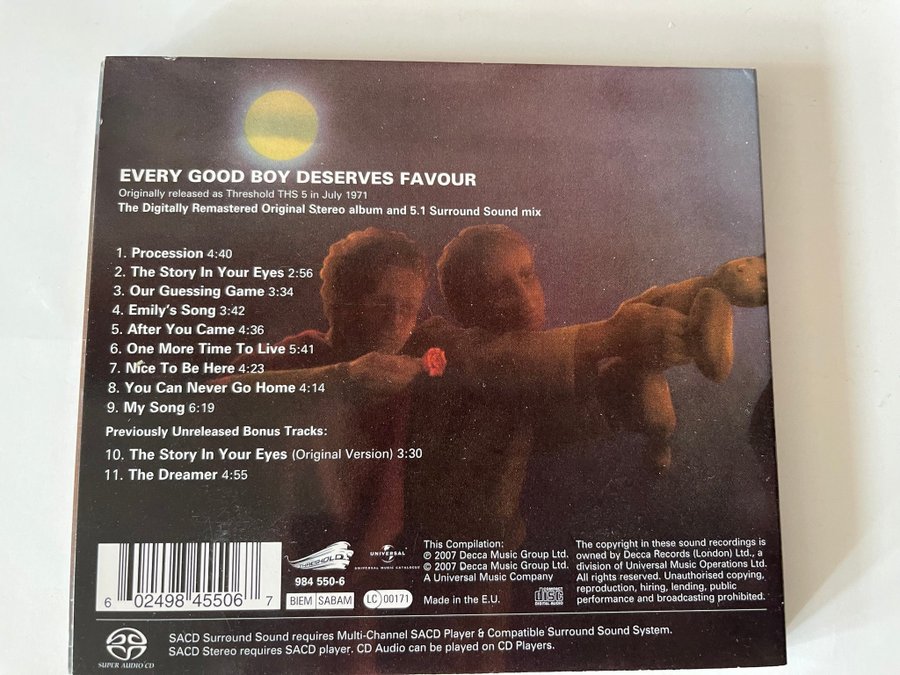 EVERY GOOD BOY DESERVES FAVOUR
Originally released as Threshold THS 5 in July 1971
The Digitally Remastered Original Stereo album and 5.1 Surround Sound mix
1. Procession 4:40
2. The Story In Your Eyes 2:56
3. Our Guessing Game 3:34
4. Emily's Song 3:42
5. After You Came 4:36
6. One More Time To Live 5:41
7. Nice To Be Here 4:23
8. You Can Never Go Home 4:14
9. My Song 6:19
Previously Unreleased Bonus Tracks:
10. The Story In Your Eyes (Original Version) 3:30
11. The Dreamer 4:55
6 02498 45506 7
THRESHOLD
984 550-6
BIEM SABAM
UNIVERSAL
UNIVERSAL MUSIC CATALOGUE
LC 00171
This Compilation:
℗ 2007 Decca Music Group Ltd.
© 2007 Decca Music Group Ltd.
A Universal Music Company
Made in the E.U.
COMPACT
disc
DIGITAL AUDIO
The copyright in these sound recordings is
owned by Decca Records (London) Ltd., a
division of Universal Music Operations Ltd.
All rights reserved. Unauthorised copying,
reproduction, hiring, lending, public
performance and broadcasting prohibited.
SUPER AUDIO CD
SACD Surround Sound requires Multi-Channel SACD Player & Compatible Surround Sound System.
SACD Stereo requires SACD player. CD Audio can be played on CD Players.